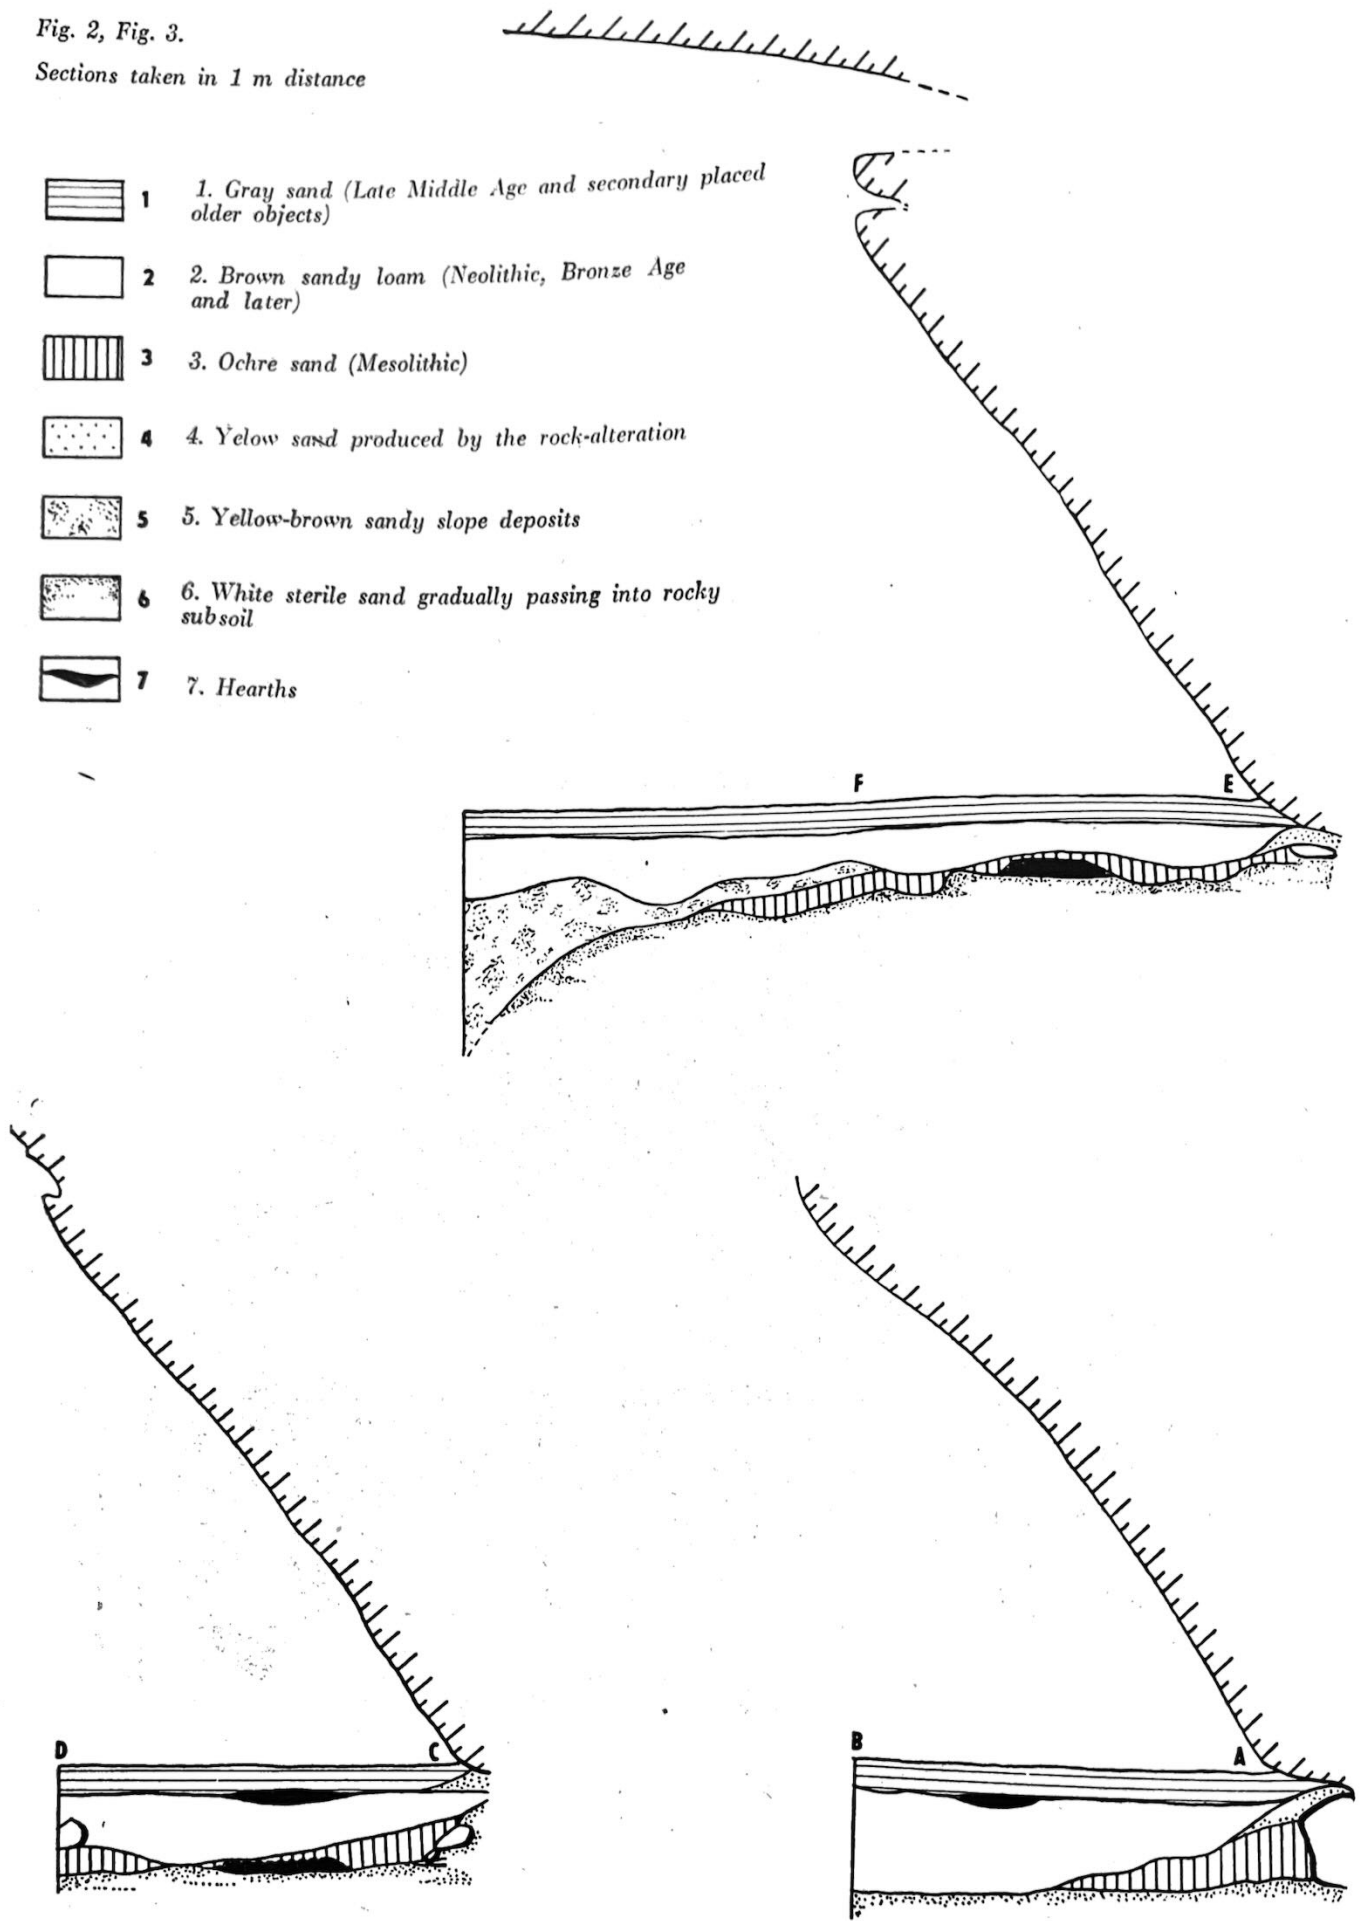 Fig. 2, Fig. 3.
Sections taken in 1 m distance
1 1. Gray sand (Late Middle Age and secondary placed
older objects)
2 2. Brown sandy loam (Neolithic, Bronze Age
and later)
3 3. Ochre sand (Mesolithic)
4 4. Yelow sand produced by the rock-alteration
5 5. Yellow-brown sandy slope deposits
6 6. White sterile sand gradually passing into rocky
subsoil
7 7. Hearths
F E
D C
B A